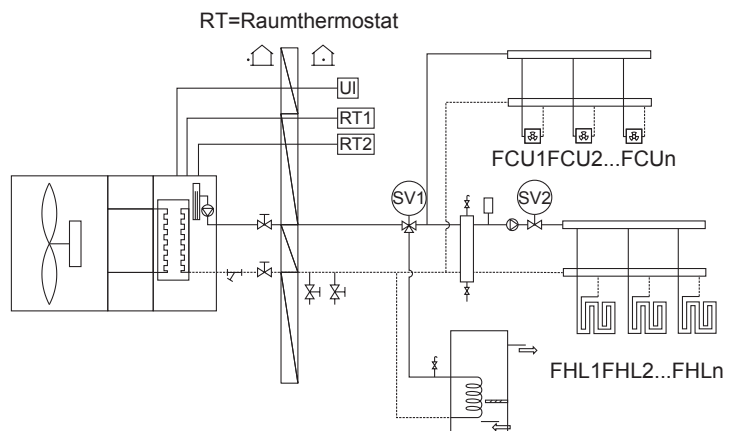 RT=Raumthermostat
UI
RT1
RT2
FCU1FCU2...FCUn
SV1
SV2
FHL1FHL2...FHLn